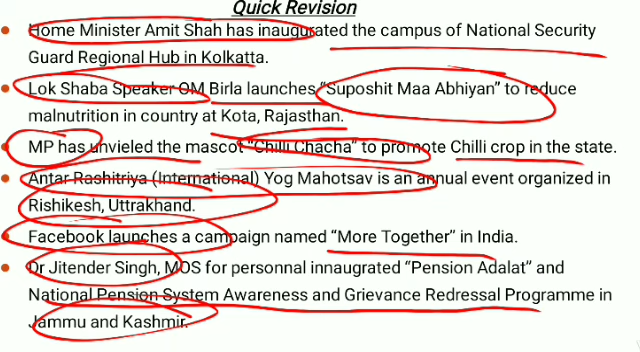 Quick Revision
Home Minister Amit Shah has inaugurated the campus of National Security
Guard Regional Hub in Kolkatta.
Lok Shaba Speaker OM Birla launches "Suposhit Maa Abhiyan" to reduce
malnutrition in country at Kota, Rajasthan.
MP has unvieled the mascot "Chilli Chacha" to promote Chilli crop in the state.
Antar Rashitriya (International) Yog Mahotsav is an annual event organized in
Rishikesh, Uttrakhand.
Facebook launches a campaign named "More Together" in India.
Dr Jitender Singh, MOS for personnal innaugrated "Pension Adalat" and
National Pension System Awareness and Grievance Redressal Programme in
Jammu and Kashmir.